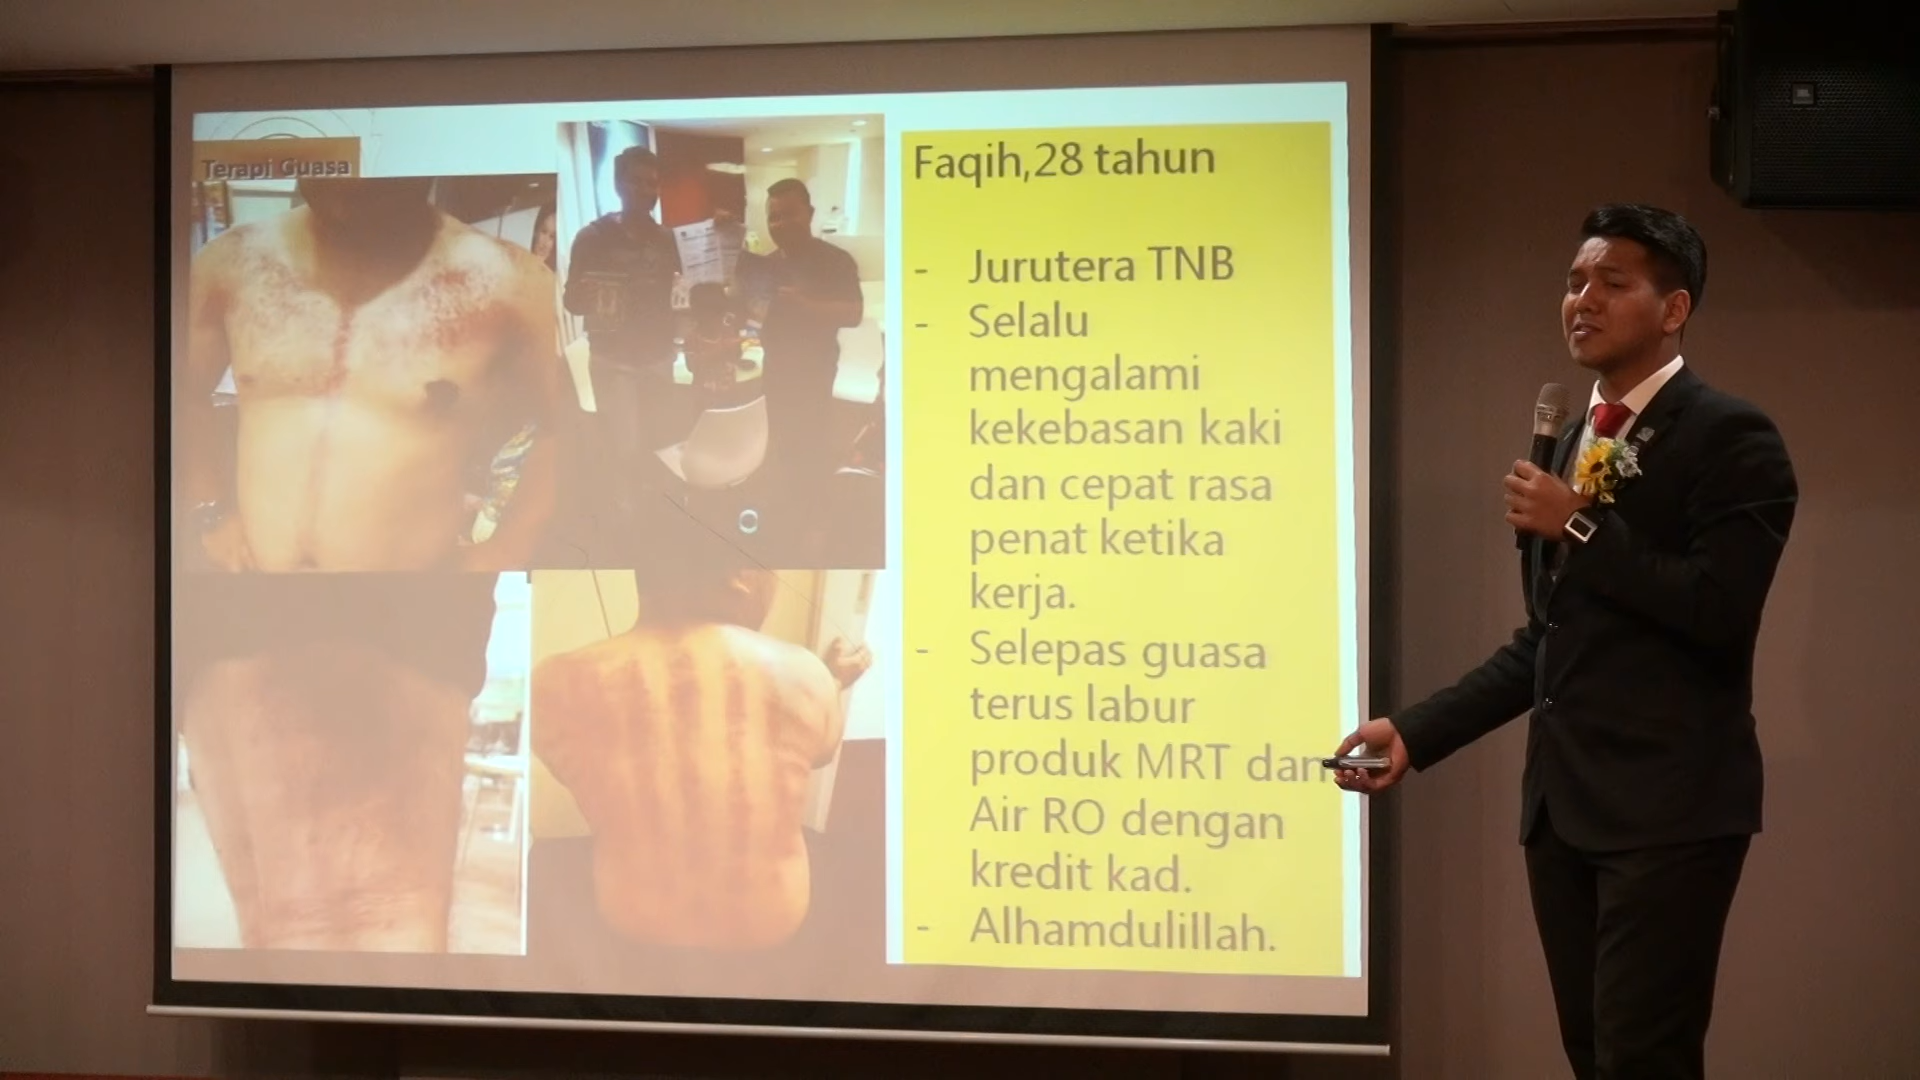 Terapi Guasa
Faqih,28 tahun
- Jurutera TNB
- Selalu
mengalami
kekebasan kaki
dan cepat rasa
penat ketika
kerja.
- Selepas guasa
terus labur
produk MRT dan
Air RO dengan
kredit kad.
- Alhamdulillah.